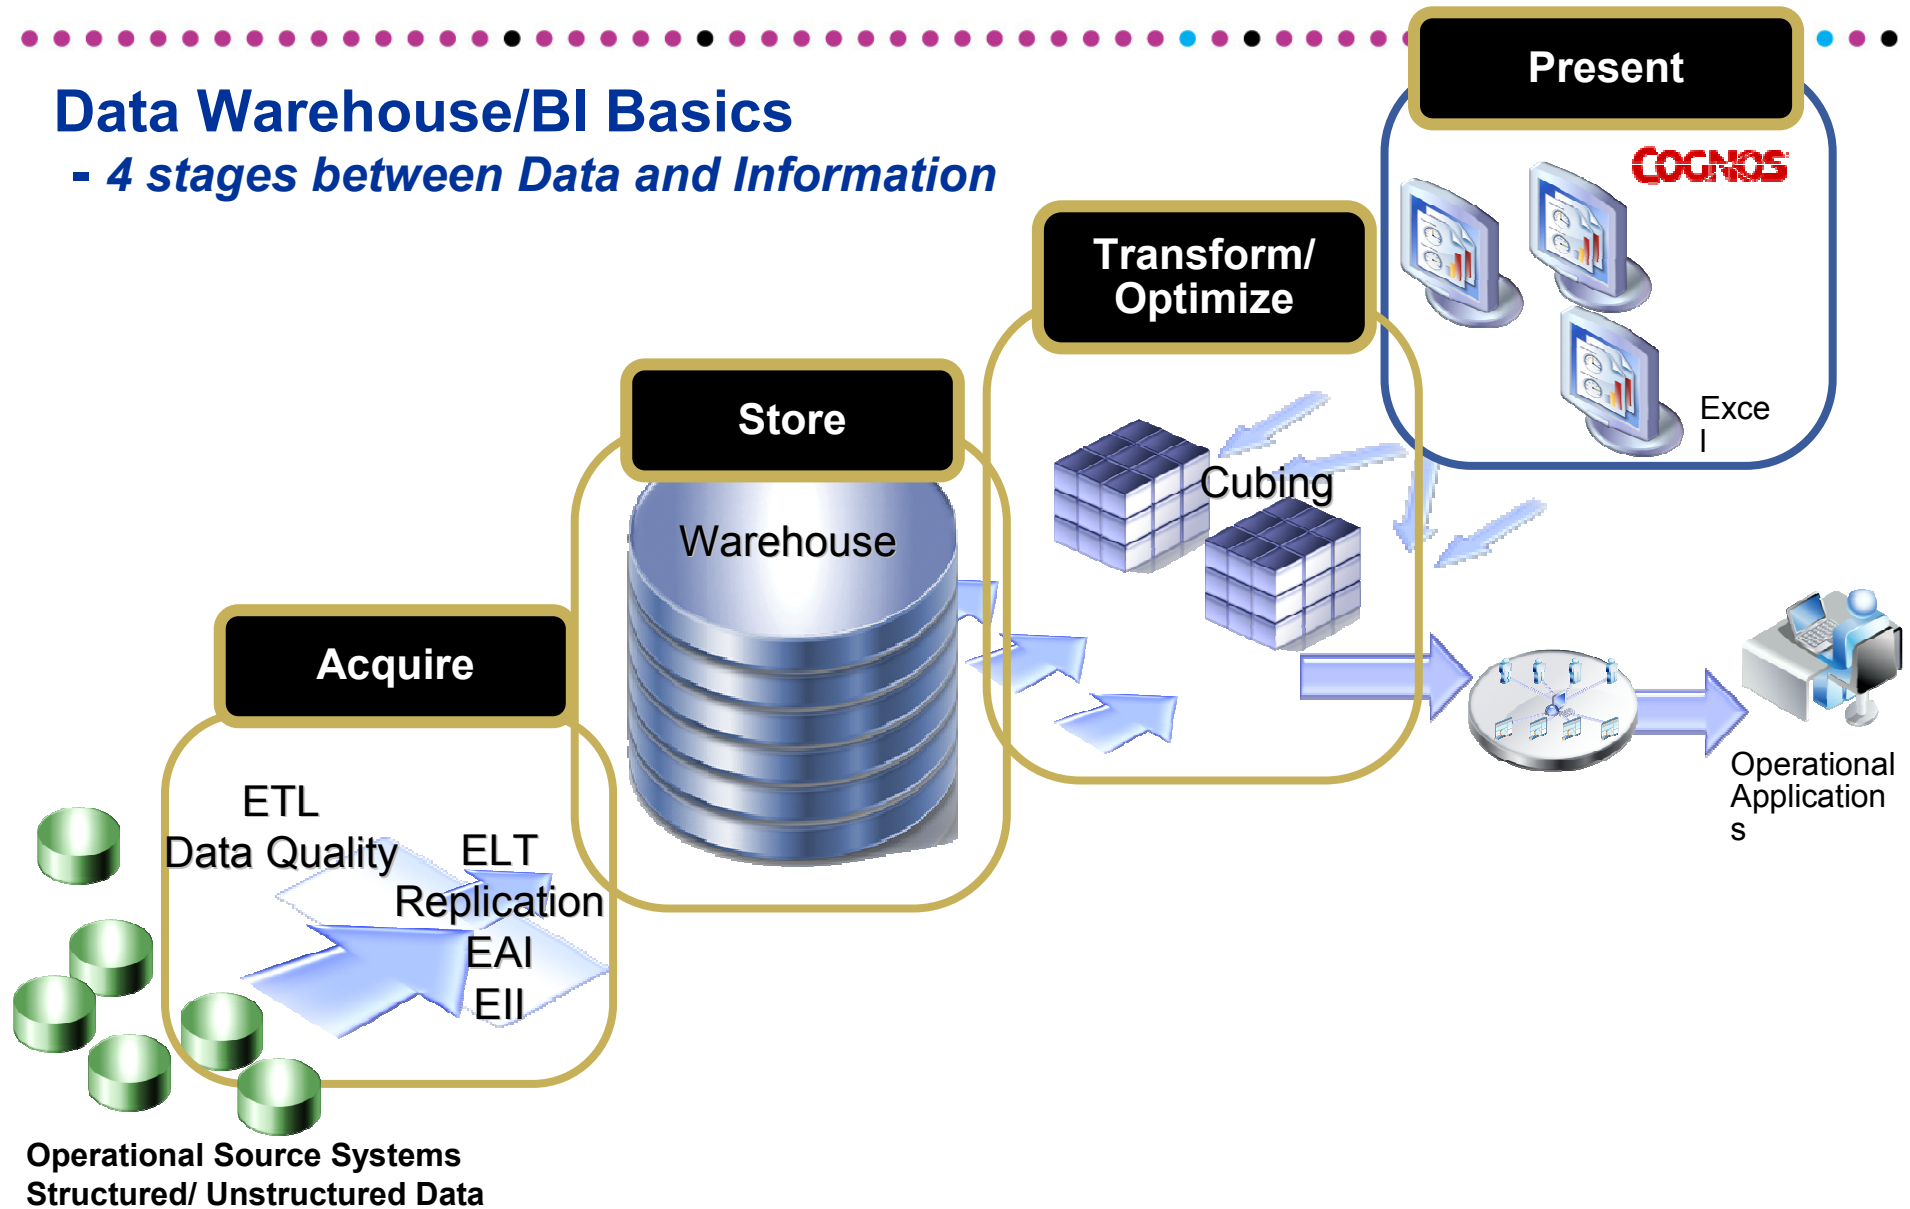 Present
Data Warehouse/BI Basics
- 4 stages between Data and Information
COGNOS
Transform/
Optimize
Exce
l
Store
Cubing
Warehouse
Acquire
Operational
Application
s
ETL
Data Quality
ELT
Replication
EAI
EII
Operational Source Systems
Structured/ Unstructured Data